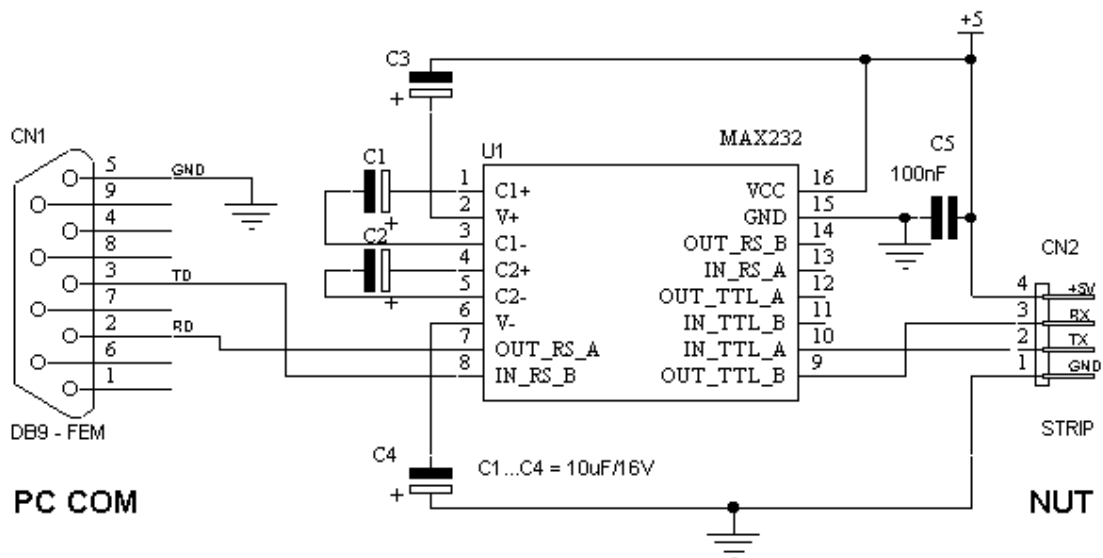 +5
C3
+
CN1
5
GND
9
4
8
3
TD
7
2
RD
6
1
DB9 - FEM
PC COM
C1
+
C2
+
U1
MAX232
1 C1+
2 V+
3 C1-
4 C2+
5 C2-
6 V-
7 OUT_RS_A
8 IN_RS_B
VCC 16
GND 15
OUT_RS_B 14
IN_RS_A 13
OUT_TTL_A 12
IN_TTL_B 11
IN_TTL_A 10
OUT_TTL_B 9
C5
100nF
CN2
4 +5V
3 RX
2 TX
1 GND
STRIP
NUT
C4
+
C1...C4 = 10uF/16V